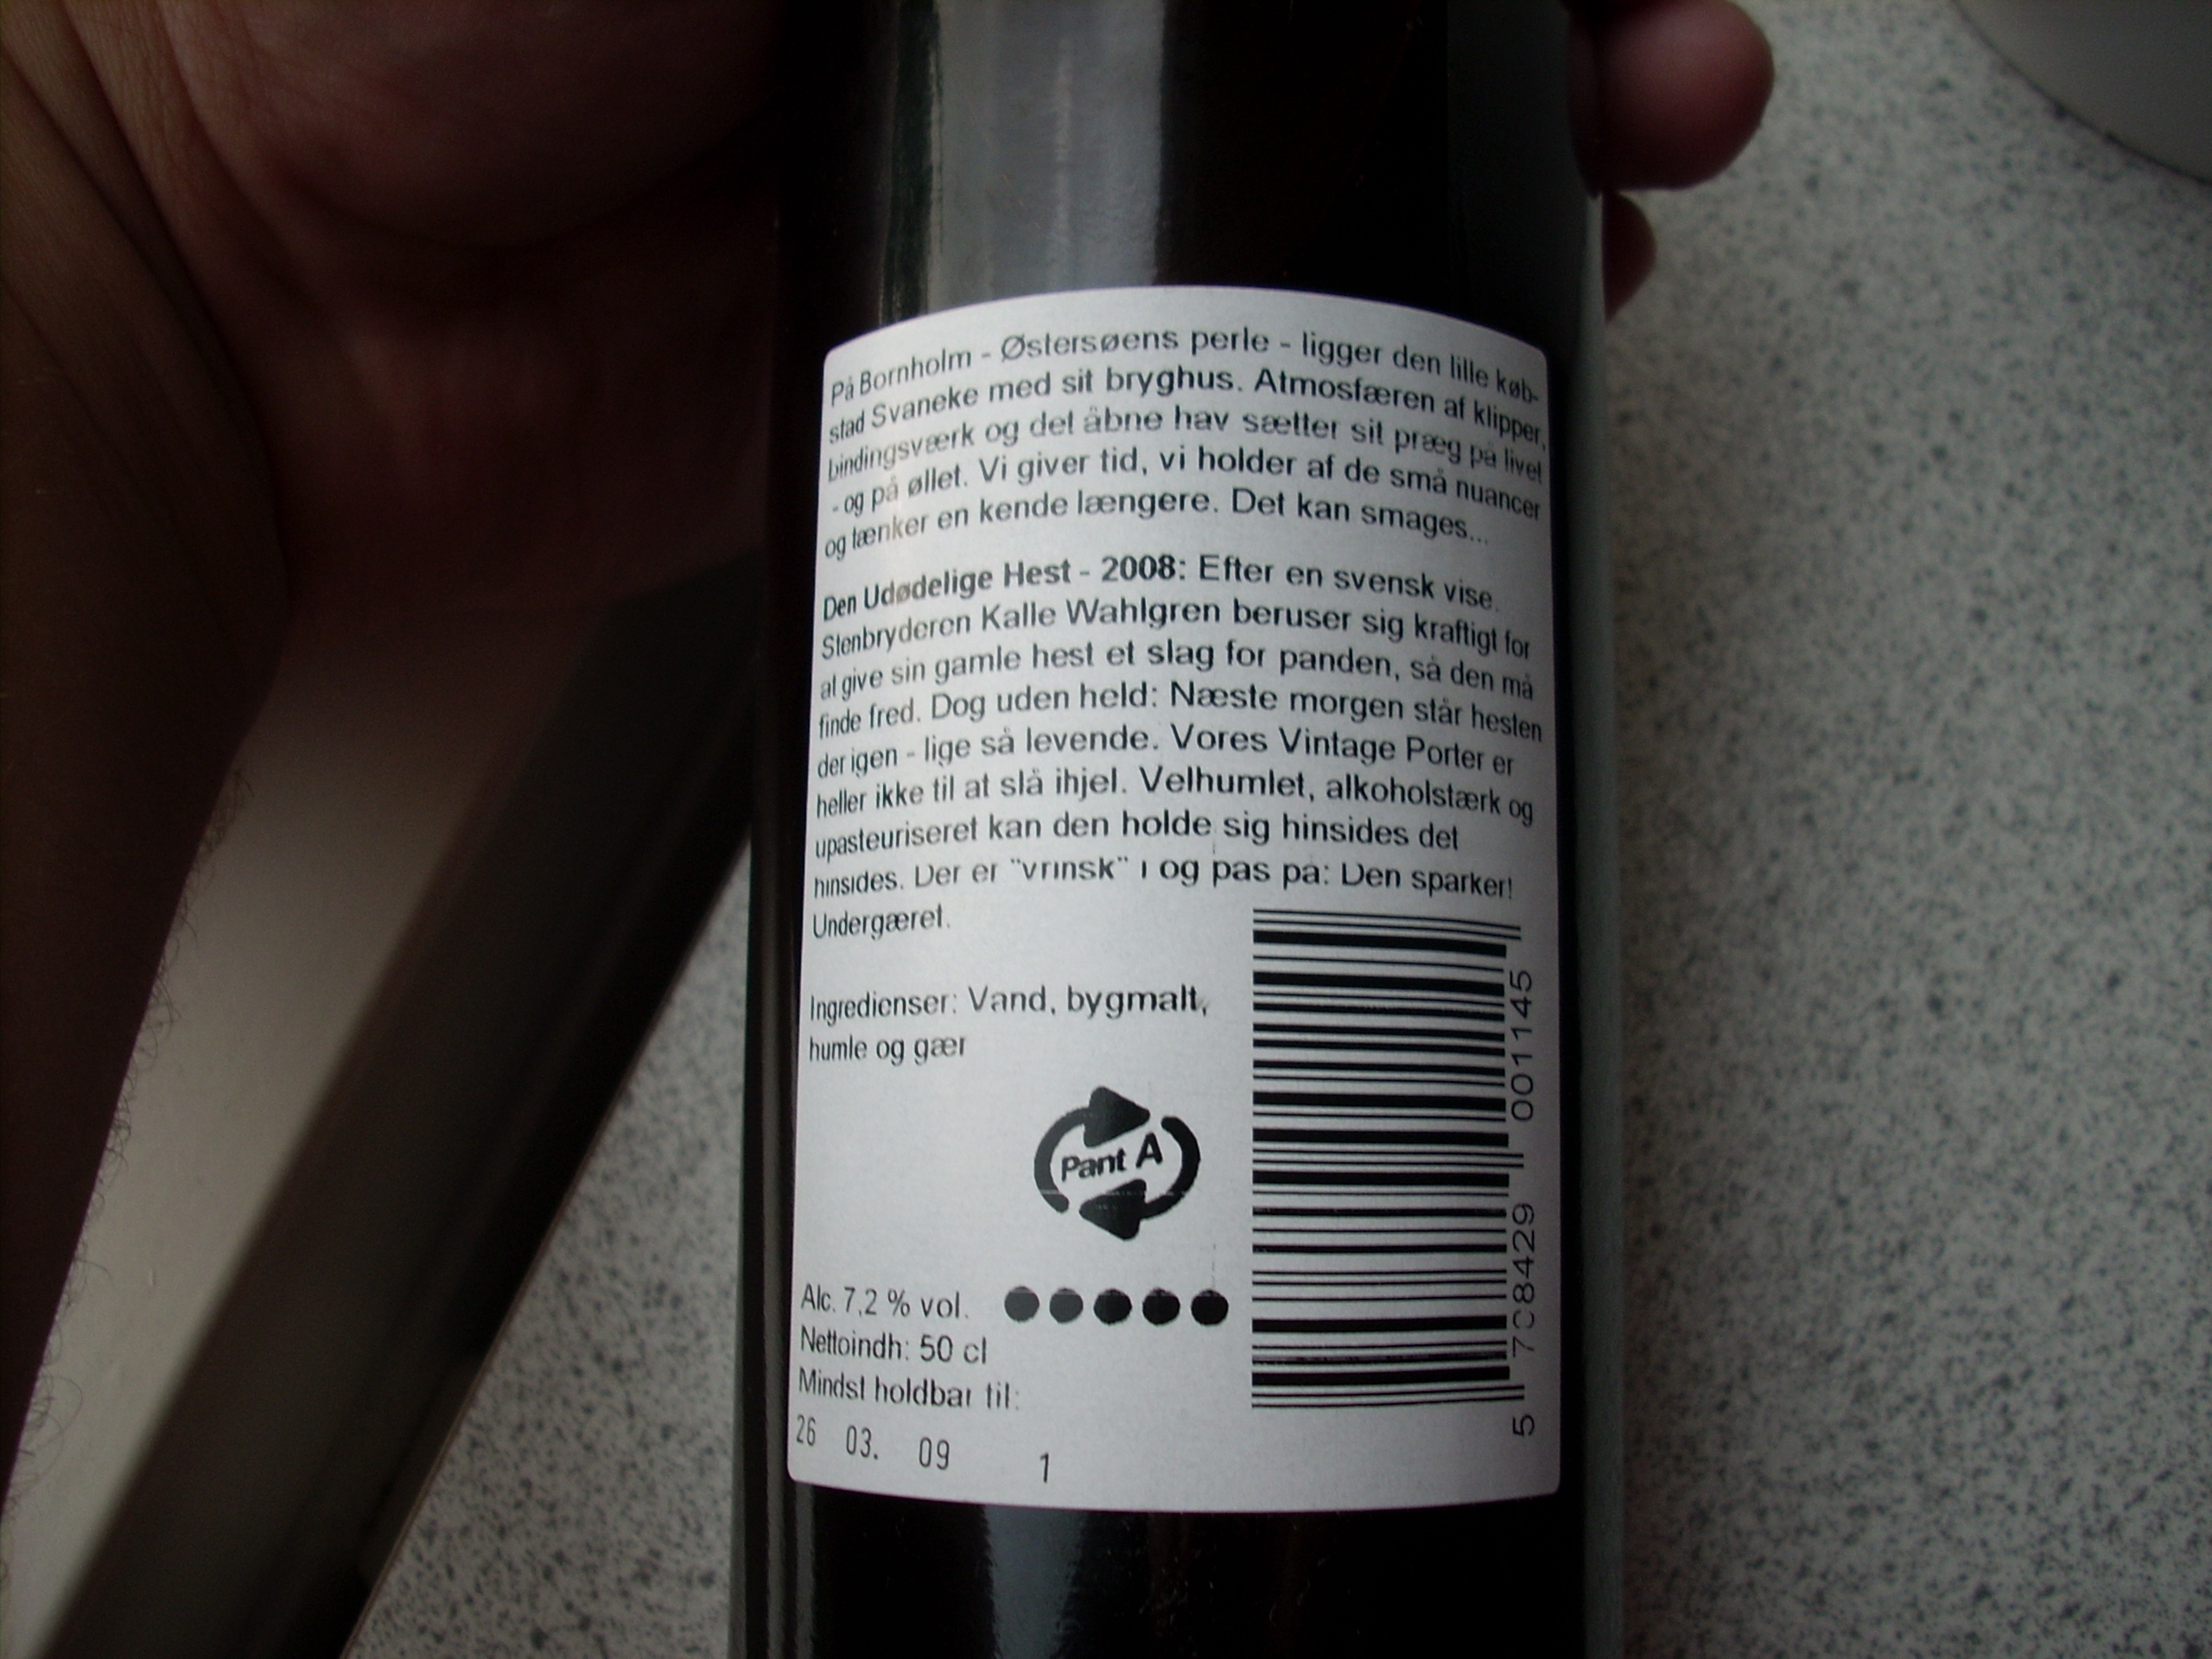 På Bornholm - Østersøens perle - ligger den lille køb-
stad Svaneke med sit bryghus. Atmosfæren af klipper,
bindingsværk og det åbne hav sætter sit præg på livet
- og på øllet. Vi giver tid, vi holder af de små nuancer
og tænker en kende længere. Det kan smages...
Den Udødelige Hest - 2008: Efter en svensk vise.
Stenbryderen Kalle Wahlgren beruser sig kraftigt for
at give sin gamle hest et slag for panden, så den må
finde fred. Dog uden held: Næste morgen står hesten
der igen - lige så levende. Vores Vintage Porter er
heller ikke til at slå ihjel. Velhumlet, alkoholstærk og
upasteuriseret kan den holde sig hinsides det
hinsides. Der er "vrinsk" i og pas på: Den sparker!
Undergæret.
Ingredienser: Vand, bygmalt,
humle og gær
Pant A
Alc. 7,2 % vol.
Nettoindh: 50 cl
Mindst holdbar til:
26 03. 09 1
5 708429 001145